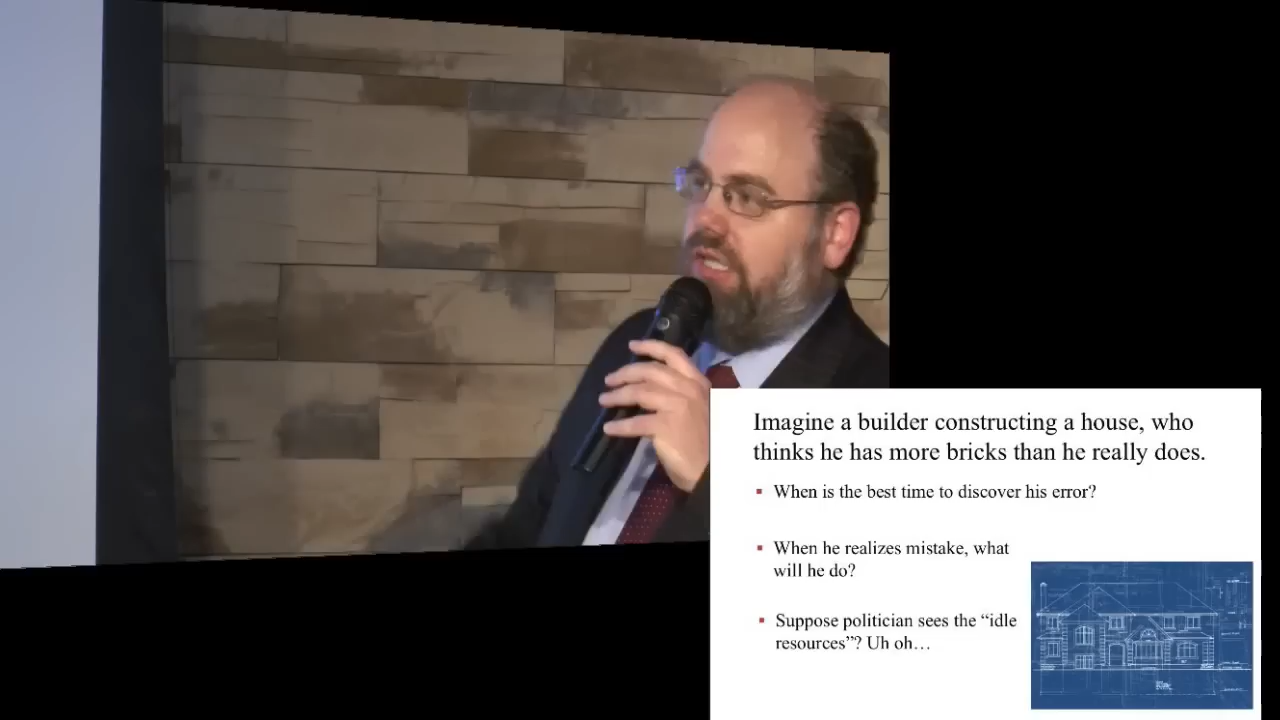 Imagine a builder constructing a house, who
thinks he has more bricks than he really does.
▪ When is the best time to discover his error?
▪ When he realizes mistake, what
will he do?
▪ Suppose politician sees the “idle
resources”? Uh oh…